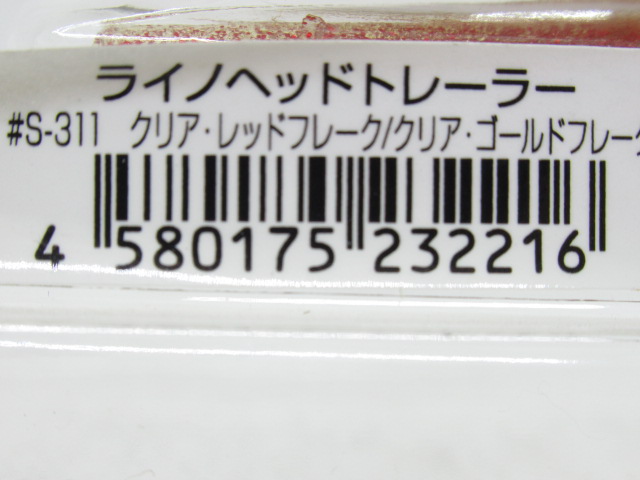 ライノヘッドトレーラー
#S-311 クリア・レッドフレーク/クリア・ゴールドフレーク
4 580175 232216